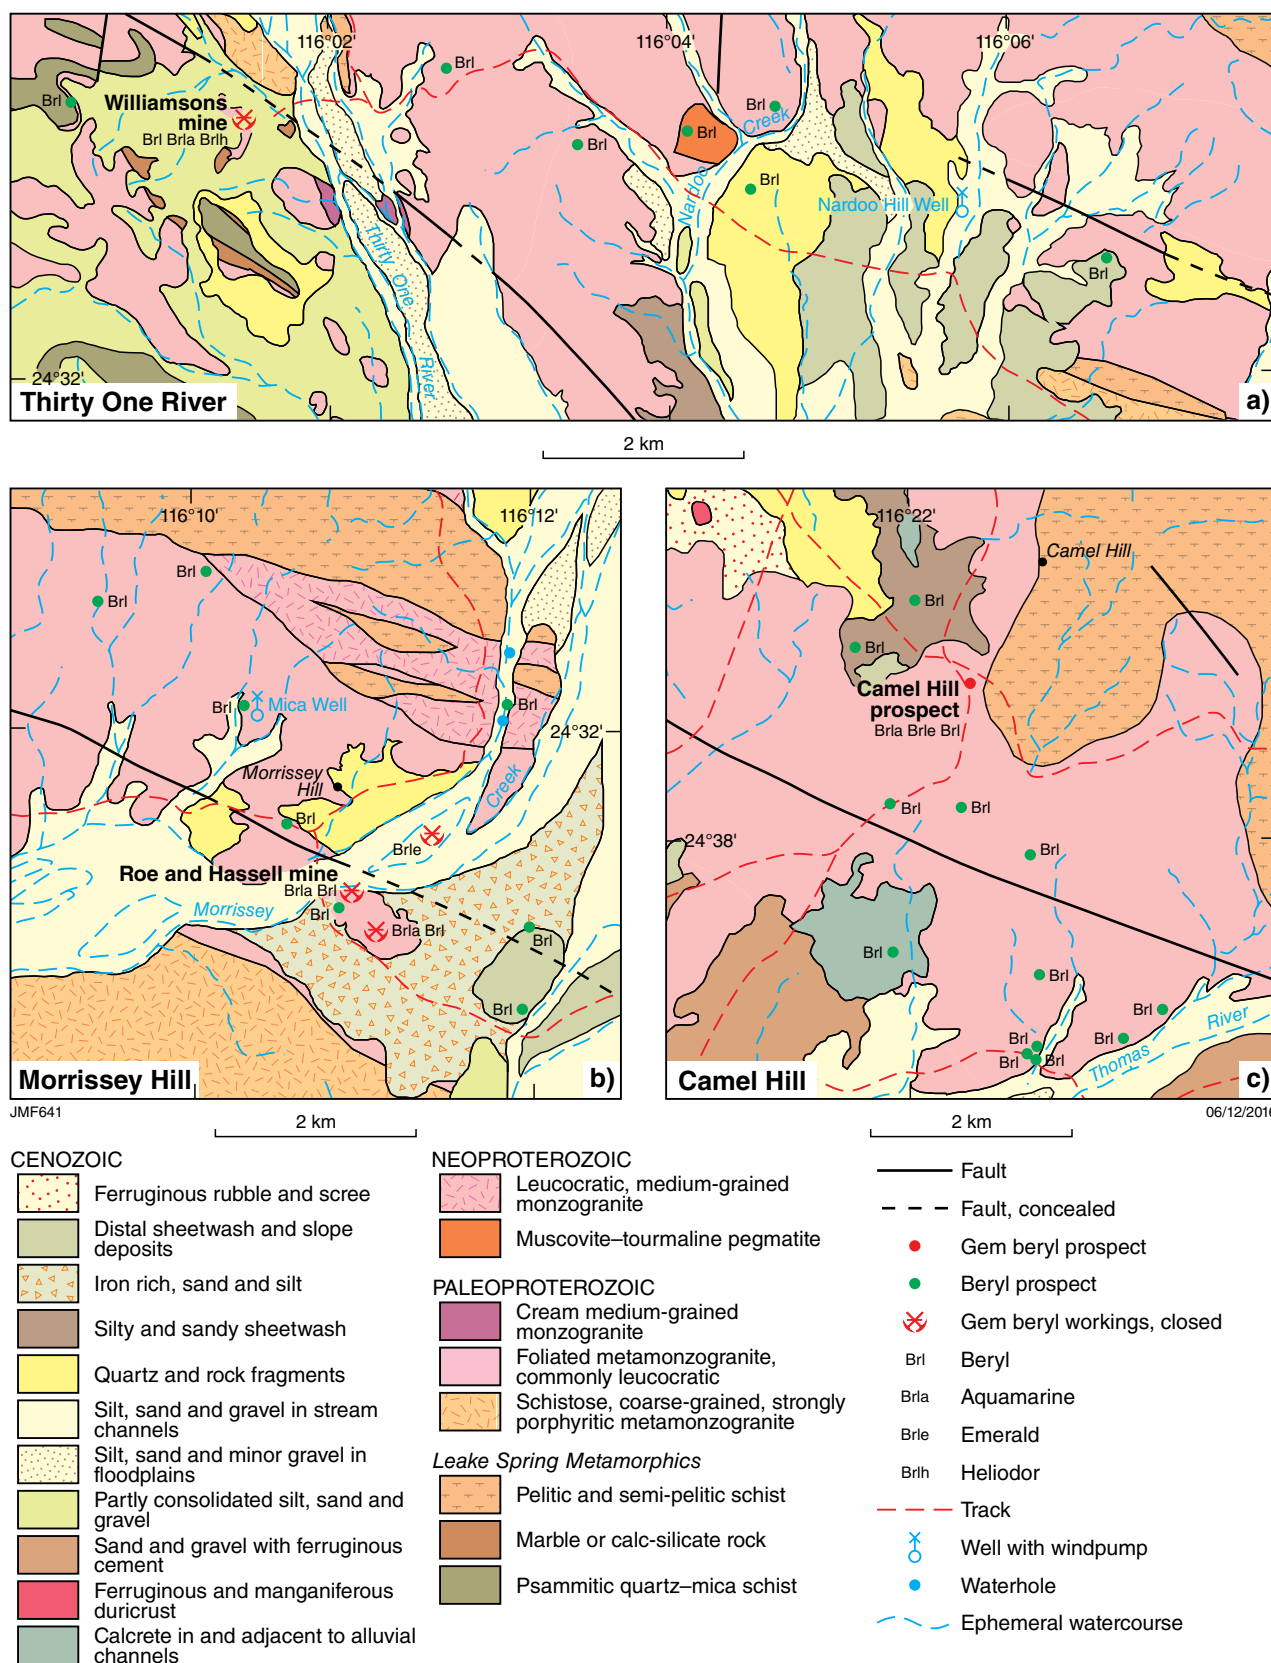 116°02'
116°04'
116°06'
Brl
Brl
Williamsons
mine
Brl Brla Brlh
Brl
Creek
Brl
Brl
Brl
Nardoo
Nardoo Hill Well
Thirty One
River
Brl
24°32'
Thirty One River
a)
2 km
116°10'
116°12'
Brl
Brl
Brl
Mica Well
Brl
24°32'
Morrissey
Hill
Creek
Brl
Brle
Roe and Hassell mine
Brla Brl
Brl
Morrissey
Brla Brl
Brl
Brl
Morrissey Hill
b)
116°22'
Camel Hill
Brl
Brl
Camel Hill
prospect
Brla Brle Brl
Brl
Brl
24°38'
Brl
Brl
Brl
Brl
River
Brl
Brl
Brl
Brl
Thomas
Camel Hill
c)
JMF641
06/12/2016
2 km
2 km
CENOZOIC
Ferruginous rubble and scree
Distal sheetwash and slope
deposits
Iron rich, sand and silt
Silty and sandy sheetwash
Quartz and rock fragments
Silt, sand and gravel in stream
channels
Silt, sand and minor gravel in
floodplains
Partly consolidated silt, sand and
gravel
Sand and gravel with ferruginous
cement
Ferruginous and manganiferous
duricrust
Calcrete in and adjacent to alluvial
channels
NEOPROTEROZOIC
Leucocratic, medium-grained
monzogranite
Muscovite–tourmaline pegmatite
PALEOPROTEROZOIC
Cream medium-grained
monzogranite
Foliated metamonzogranite,
commonly leucocratic
Schistose, coarse-grained, strongly
porphyritic metamonzogranite
Leake Spring Metamorphics
Pelitic and semi-pelitic schist
Marble or calc-silicate rock
Psammitic quartz–mica schist
Fault
Fault, concealed
Gem beryl prospect
Beryl prospect
Gem beryl workings, closed
Brl Beryl
Brla Aquamarine
Brle Emerald
Brlh Heliodor
Track
Well with windpump
Waterhole
Ephemeral watercourse